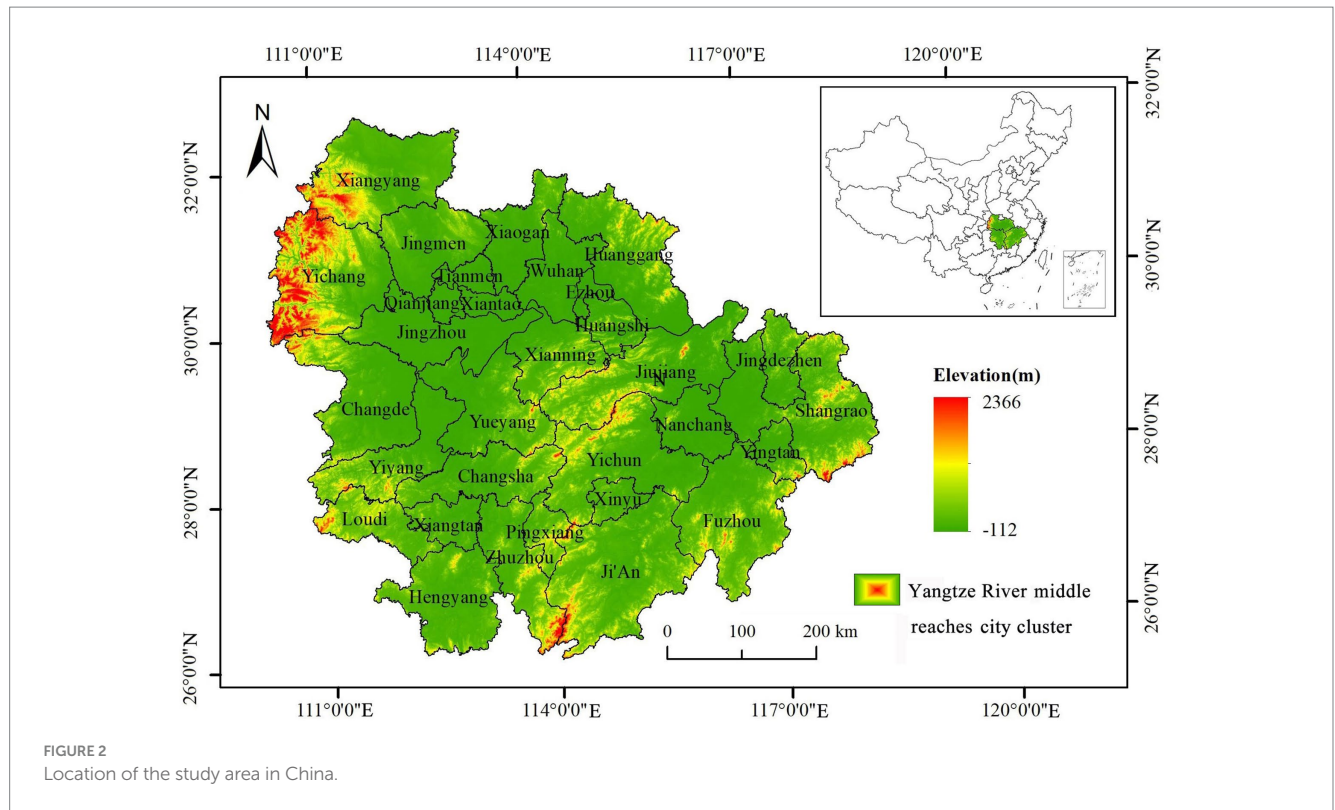 111°0'0"E 114°0'0"E 117°0'0"E 120°0'0"E
32°0'0"N
30°0'0"N
28°0'0"N
26°0'0"N
32°0'0"N
30°0'0"N
28°0'0"N
26°0'0"N
N
Xiangyang
Jingmen
Xiaogan
Huanggang
Yichang
Tianmen
Wuhan
Ezhou
Qianjiang
Xiantao
Jingzhou
Huangshi
Xianning
Jiujiang
N
Jingdezhen
Changde
Yueyang
Nanchang
Shangrao
Yiyang
Changsha
Yichun
Yingtan
Xinyu
Loudi
Xiangtan
Pingxiang
Fuzhou
Zhuzhou
Ji'An
Hengyang
Elevation(m)
2366
-112
Yangtze River middle
reaches city cluster
0 100 200 km
111°0'0"E 114°0'0"E 117°0'0"E 120°0'0"E
FIGURE 2
Location of the study area in China.